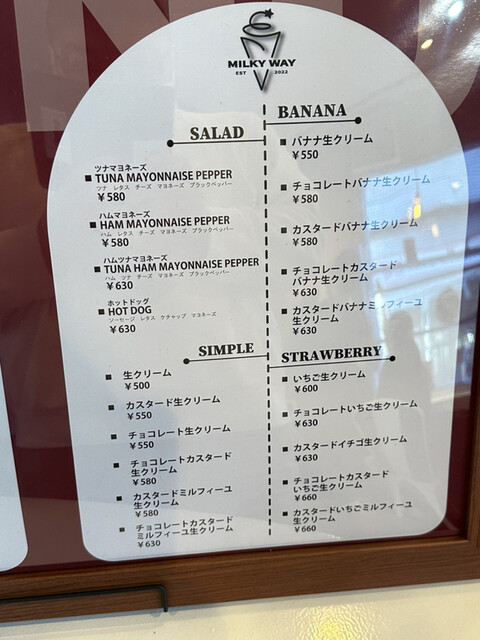 MILKY WAY
EST 2022
SALAD
ツナマヨネーズ
■ TUNA MAYONNAISE PEPPER
ツナ レタス チーズ マヨネーズ ブラックペッパー
¥580
ハムマヨネーズ
■ HAM MAYONNAISE PEPPER
ハム レタス チーズ マヨネーズ ブラックペッパー
¥580
ハムツナマヨネーズ
■ TUNA HAM MAYONNAISE PEPPER
ハム ツナ チーズ マヨネーズ ブラックペッパー
¥630
ホットドッグ
■ HOT DOG
ソーセージ レタス ケチャップ マヨネーズ
¥630
SIMPLE
■ 生クリーム
¥500
■ カスタード生クリーム
¥550
■ チョコレート生クリーム
¥550
■ チョコレートカスタード
生クリーム
¥580
■ カスタードミルフィーユ
生クリーム
¥580
■ チョコレートカスタード
ミルフィーユ生クリーム
¥630
BANANA
■ バナナ生クリーム
¥550
■ チョコレートバナナ生クリーム
¥580
■ カスタードバナナ生クリーム
¥580
■ チョコレートカスタード
バナナ生クリーム
¥630
■ カスタードバナナミルフィーユ
生クリーム
¥630
STRAWBERRY
■ いちご生クリーム
¥600
■ チョコレートいちご生クリーム
¥630
■ カスタードイチゴ生クリーム
¥630
■ チョコレートカスタード
いちご生クリーム
¥660
■ カスタードいちごミルフィーユ
生クリーム
¥660